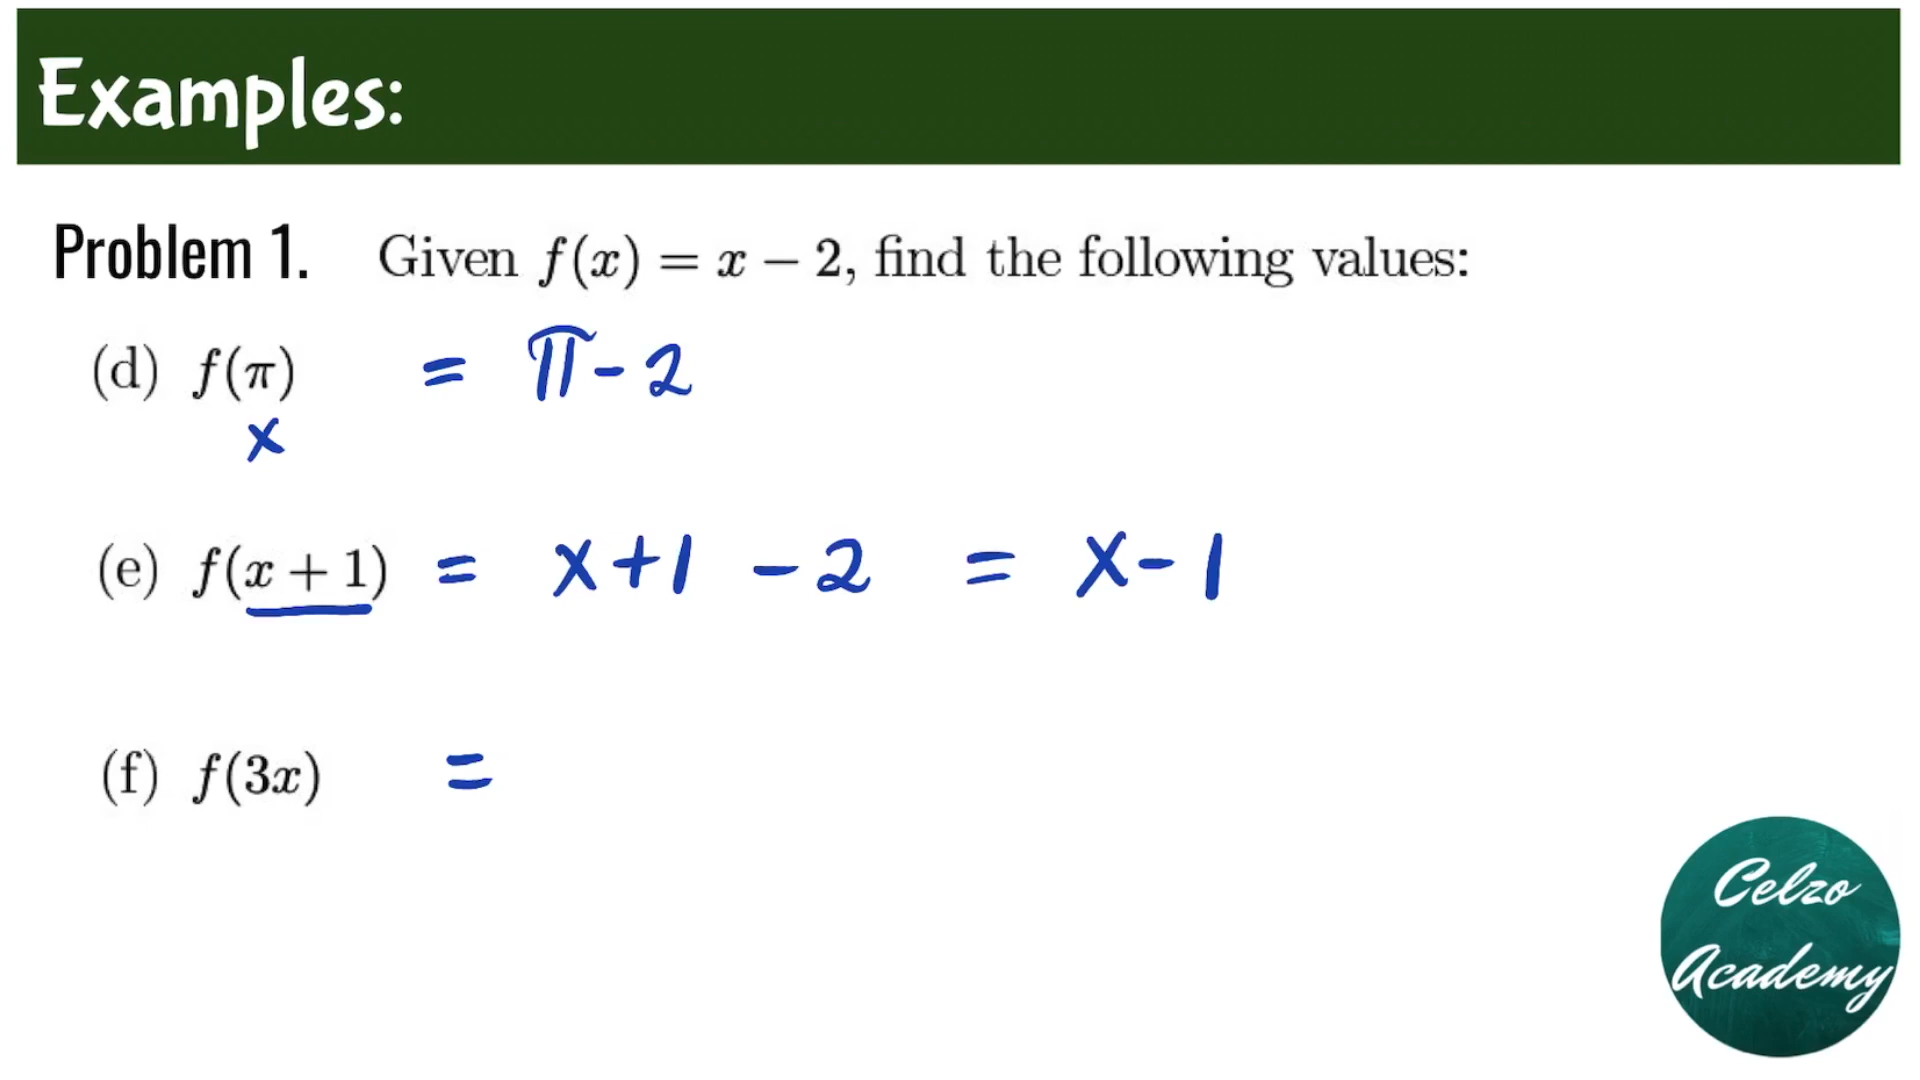 Examples:
Problem 1. Given f(x) = x − 2, find the following values:
(d) f(π) = π - 2
x
(e) f(x + 1) = x+1 - 2 = x - 1
(f) f(3x) =
Celzo
Academy